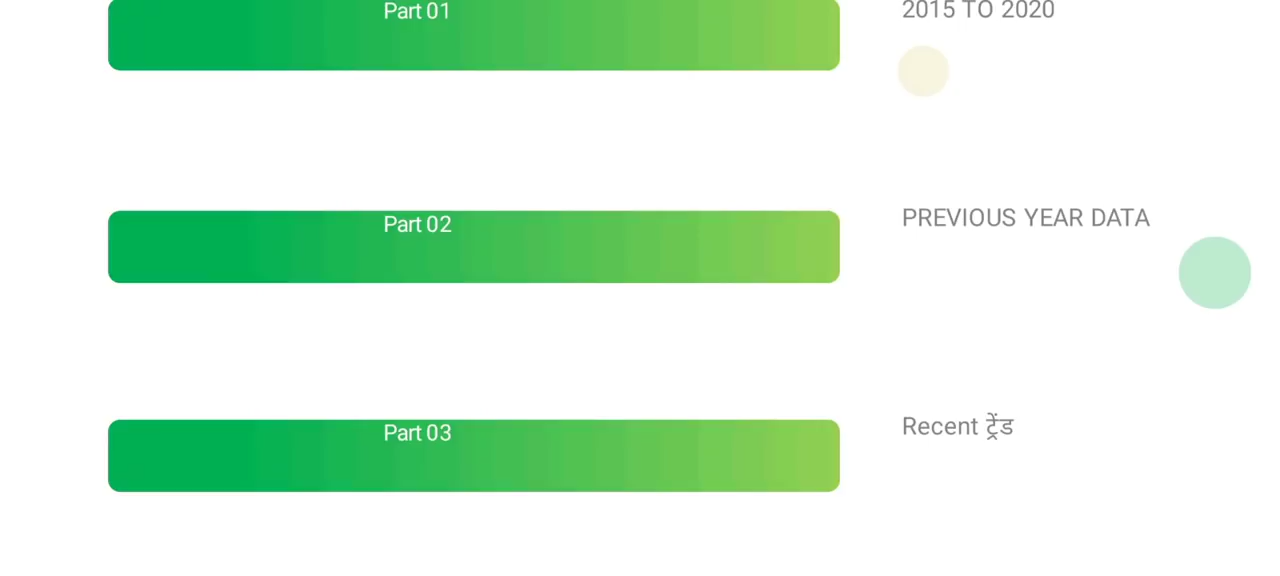 Part 01
2015 TO 2020
Part 02
PREVIOUS YEAR DATA
Part 03
Recent ट्रेंड